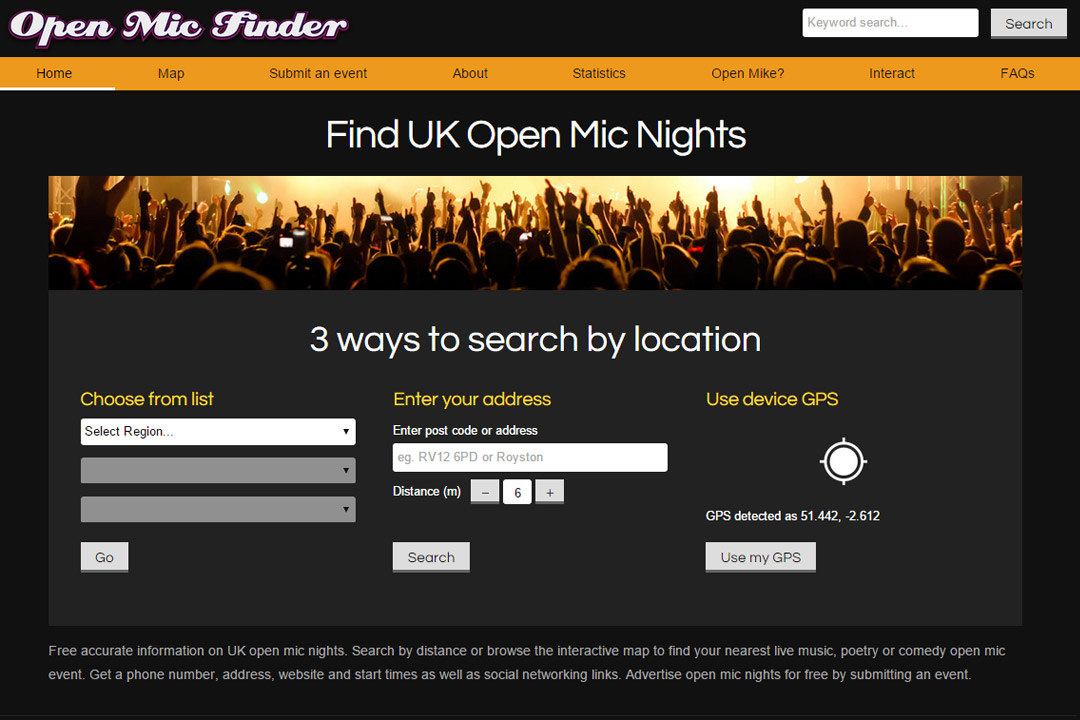 Open Mic Finder
Keyword search...
Search
Home Map Submit an event About Statistics Open Mike? Interact FAQs
Find UK Open Mic Nights
3 ways to search by location
Choose from list
Select Region...
Go
Enter your address
Enter post code or address
eg. RV12 6PD or Royston
Distance (m) – 6 +
Search
Use device GPS
GPS detected as 51.442, -2.612
Use my GPS
Free accurate information on UK open mic nights. Search by distance or browse the interactive map to find your nearest live music, poetry or comedy open mic
event. Get a phone number, address, website and start times as well as social networking links. Advertise open mic nights for free by submitting an event.